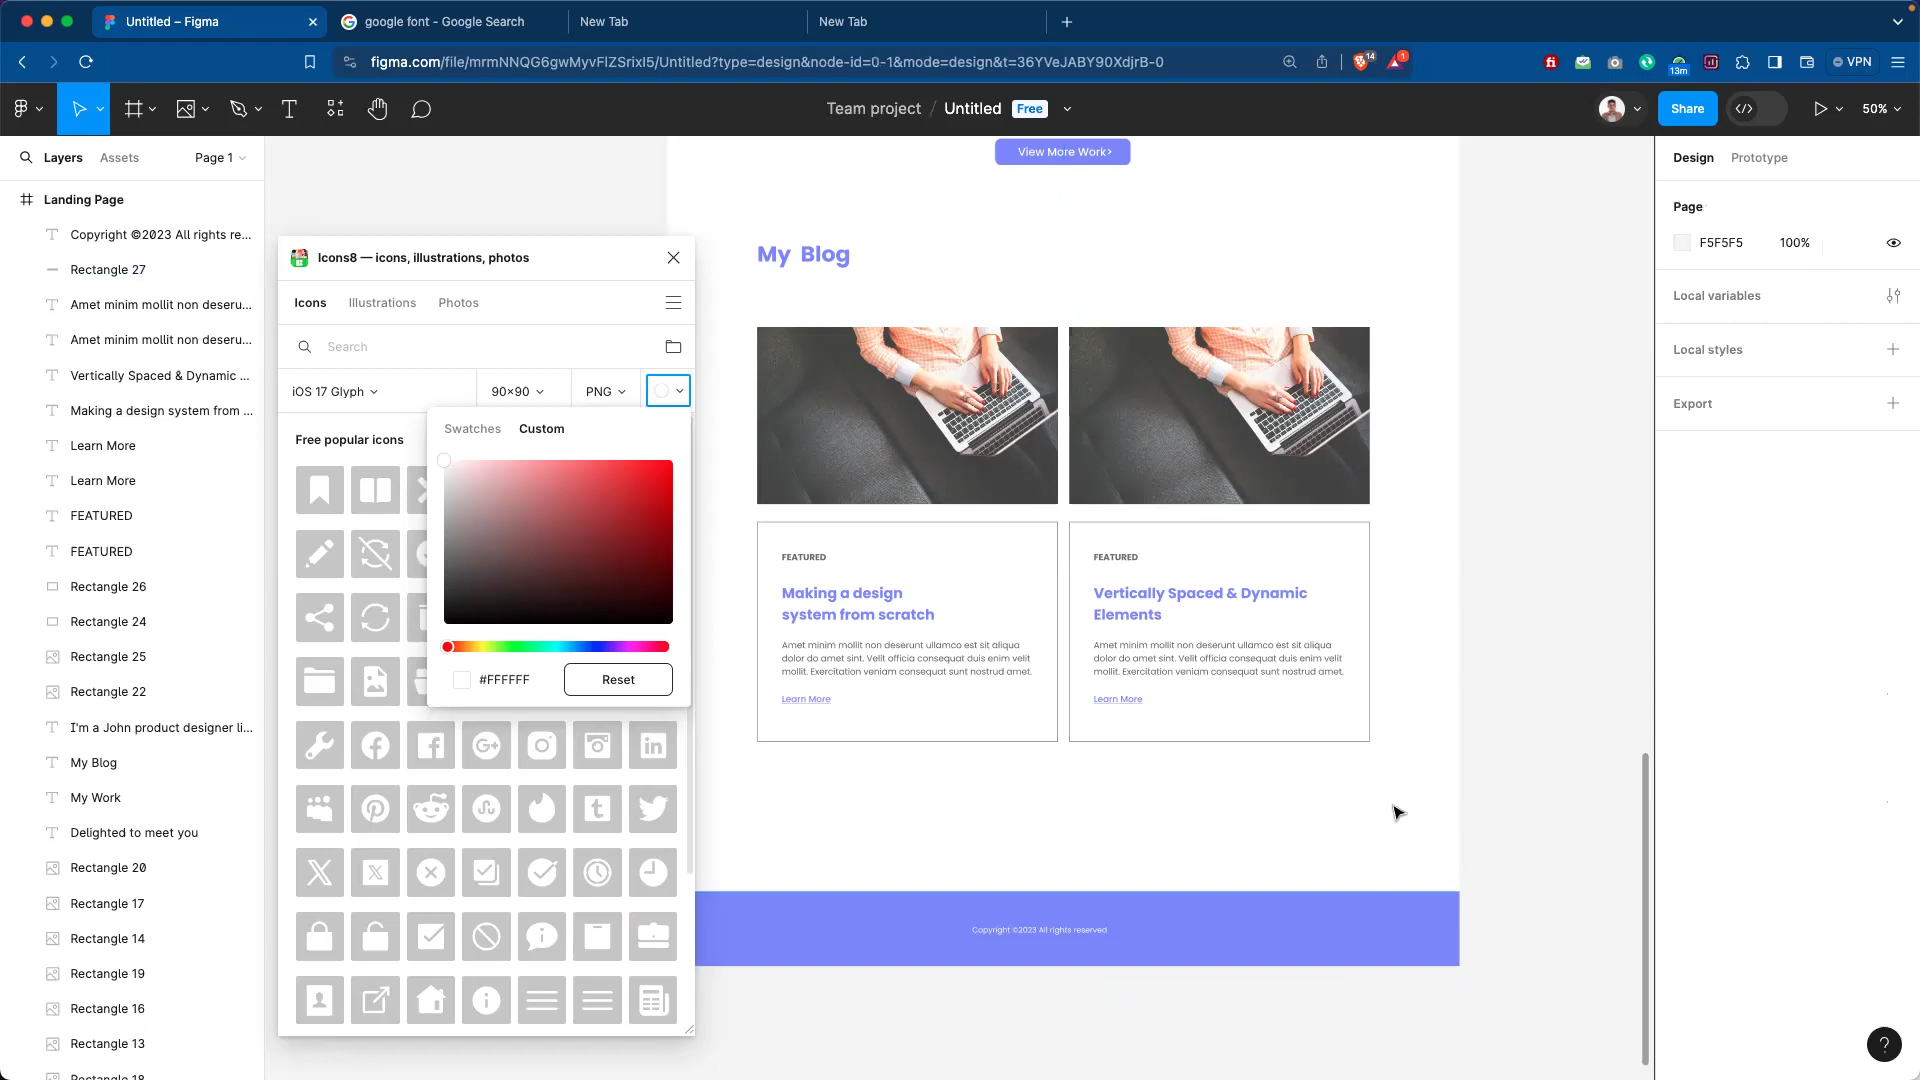 Untitled – Figma
google font - Google Search
New Tab
New Tab
figma.com/file/mrmNNQG6gwMyvFlZSrixI5/Untitled?type=design&node-id=0-1&mode=design&t=36YVeJABY90XdjrB-0
14
1
13m
VPN
Team project / Untitled
Free
Share
50%
Layers
Assets
Page 1
Landing Page
Copyright ©2023 All rights re...
Rectangle 27
Amet minim mollit non deseru...
Amet minim mollit non deseru...
Vertically Spaced & Dynamic ...
Making a design system from ...
Learn More
Learn More
FEATURED
FEATURED
Rectangle 26
Rectangle 24
Rectangle 25
Rectangle 22
I'm a John product designer li...
My Blog
My Work
Delighted to meet you
Rectangle 20
Rectangle 17
Rectangle 14
Rectangle 19
Rectangle 16
Rectangle 13
Rectangle 18
Icons8 — icons, illustrations, photos
Icons
Illustrations
Photos
Search
iOS 17 Glyph
90×90
PNG
Free popular icons
Swatches
Custom
#FFFFFF
Reset
View More Work>
My Blog
FEATURED
Making a design
system from scratch
Amet minim mollit non deserunt ullamco est sit aliqua
dolor do amet sint. Velit officia consequat duis enim velit
mollit. Exercitation veniam consequat sunt nostrud amet.
Learn More
FEATURED
Vertically Spaced & Dynamic
Elements
Amet minim mollit non deserunt ullamco est sit aliqua
dolor do amet sint. Velit officia consequat duis enim velit
mollit. Exercitation veniam consequat sunt nostrud amet.
Learn More
Copyright ©2023 All rights reserved
Design
Prototype
Page
F5F5F5
100%
Local variables
Local styles
Export
?